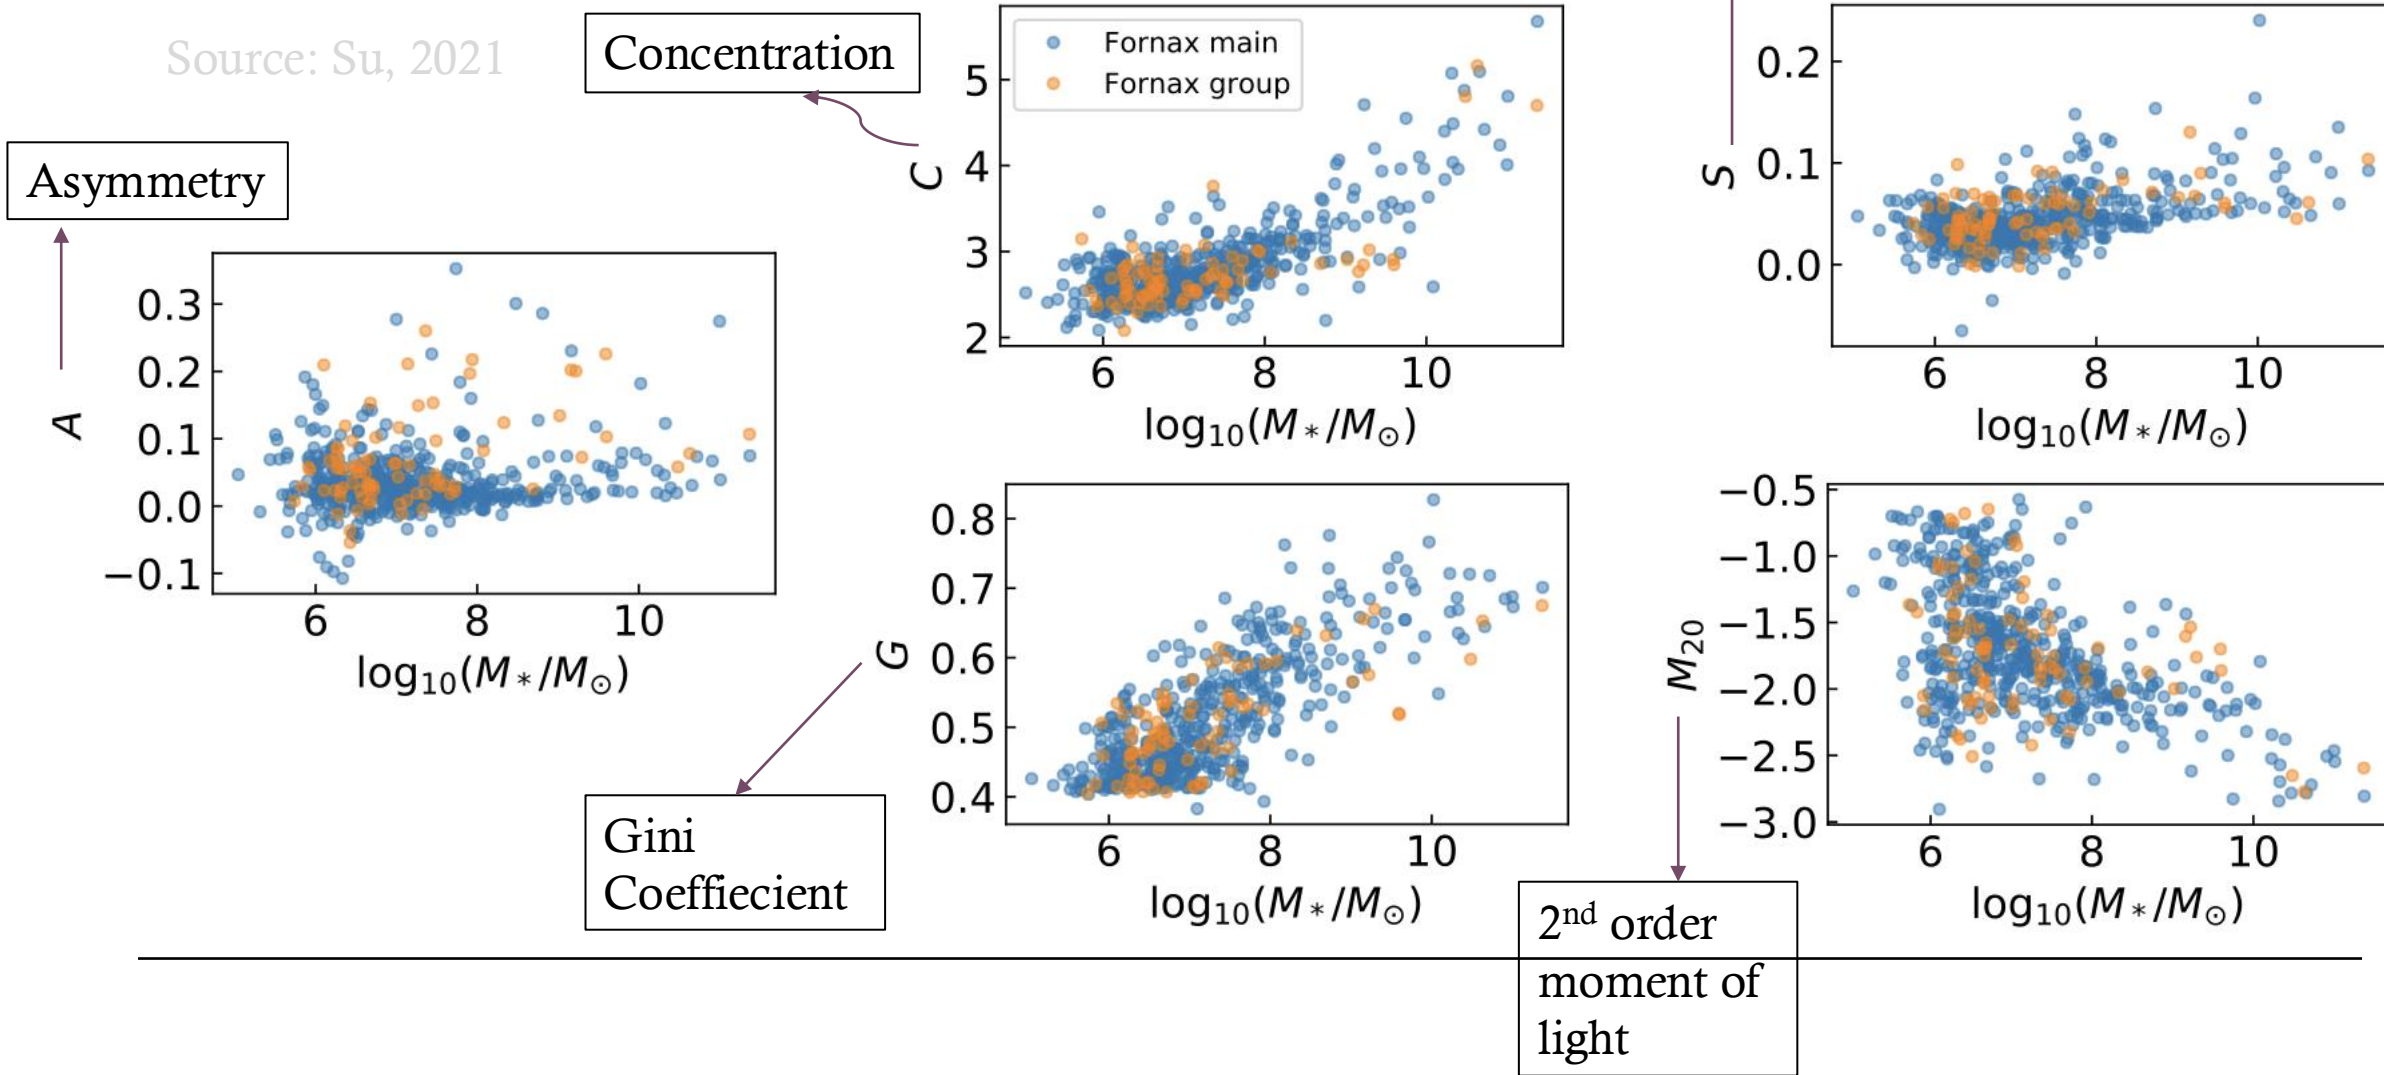 Source: Su, 2021
Concentration
Asymmetry
Fornax main
Fornax group
5
4
3
2
C
6 8 10
log10(M*/M⊙)
0.2
0.1
0.0
S
6 8 10
log10(M*/M⊙)
0.3
0.2
0.1
0.0
−0.1
A
6 8 10
log10(M*/M⊙)
0.8
0.7
0.6
0.5
0.4
G
6 8 10
log10(M*/M⊙)
−0.5
−1.0
−1.5
−2.0
−2.5
−3.0
M20
6 8 10
log10(M*/M⊙)
Gini
Coeffiecient
2nd order
moment of
light